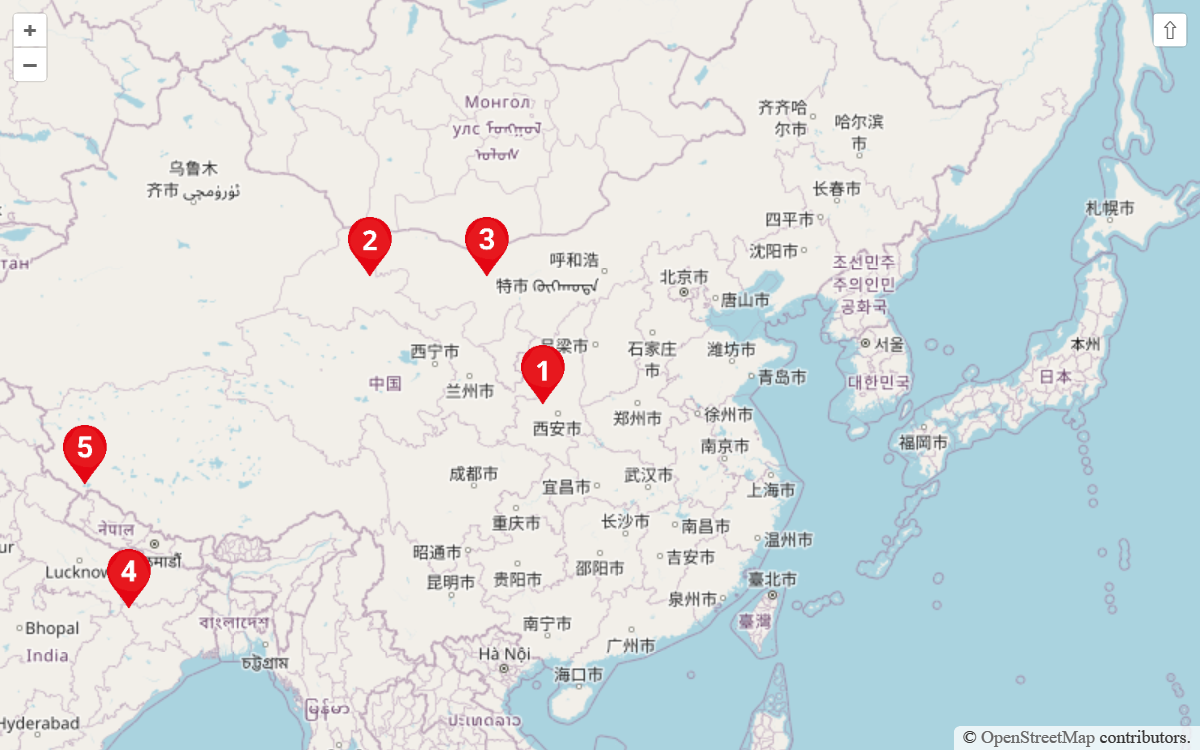 +
−
⇧
Монгол
улс ᠮᠣᠩᠭᠣᠯ
ᠤᠯᠤᠰ
齐齐哈
尔市
哈尔滨
市
乌鲁木
齐市 ئۈرۈمچى
长春市
札幌市
四平市
沈阳市
2
3
呼和浩
特市
тан
조선민주
주의인민
공화국
北京市
唐山市
吕梁市
石家庄
市
潍坊市
서울
本州
西宁市
1
青岛市
대한민국
日本
中国
兰州市
郑州市
徐州市
西安市
南京市
福岡市
5
成都市
宜昌市
武汉市
上海市
重庆市
长沙市
南昌市
नेपाल
温州市
昭通市
吉安市
Lucknow
4
昆明市
贵阳市
邵阳市
臺北市
泉州市
বাংলাদেশ
南宁市
臺灣
Bhopal
India
广州市
Hà Nội
চট্টগ্রাম
海口市
မြန်မာ
ປະເທດລາວ
Hyderabad
© OpenStreetMap contributors.